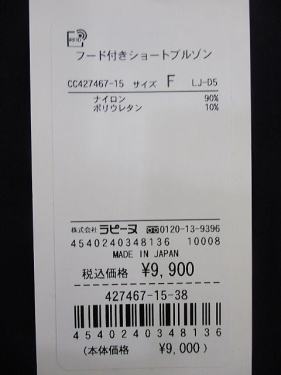 フード付きショートブルゾン
CC427467-15 サイズ F LJ-D5
ナイロン 90%
ポリウレタン 10%
株式会社 ラピーヌ 0120-13-9396
4540240348136 10008
MADE IN JAPAN
税込価格 ¥9,900
427467-15-38
4540240348136
(本体価格 ¥9,000)